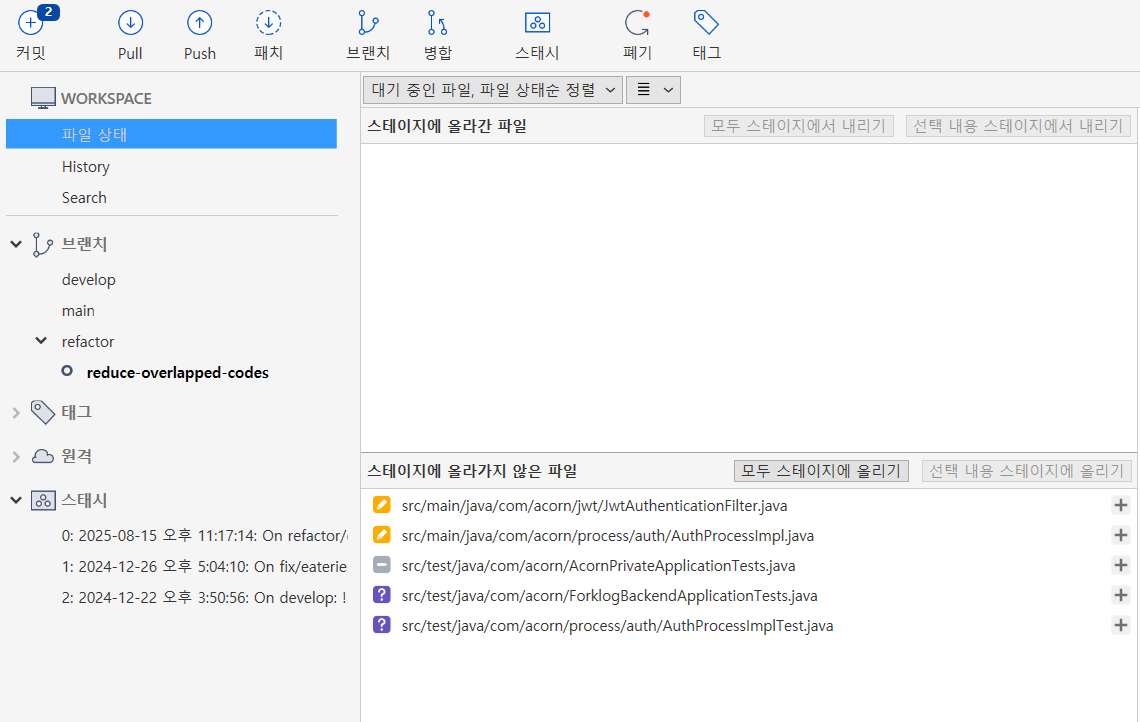 2
커밋 Pull Push 패치 브랜치 병합 스태시 폐기 태그
WORKSPACE
파일 상태
History
Search
브랜치
develop
main
refactor
reduce-overlapped-codes
태그
원격
스태시
0: 2025-08-15 오후 11:17:14: On refactor/
1: 2024-12-26 오후 5:04:10: On fix/eaterie
2: 2024-12-22 오후 3:50:56: On develop: !
대기 중인 파일, 파일 상태순 정렬
스테이지에 올라간 파일 모두 스테이지에서 내리기 선택 내용 스테이지에서 내리기
스테이지에 올라가지 않은 파일 모두 스테이지에 올리기 선택 내용 스테이지에 올리기
src/main/java/com/acorn/jwt/JwtAuthenticationFilter.java
src/main/java/com/acorn/process/auth/AuthProcessImpl.java
src/test/java/com/acorn/AcornPrivateApplicationTests.java
src/test/java/com/acorn/ForklogBackendApplicationTests.java
src/test/java/com/acorn/process/auth/AuthProcessImplTest.java